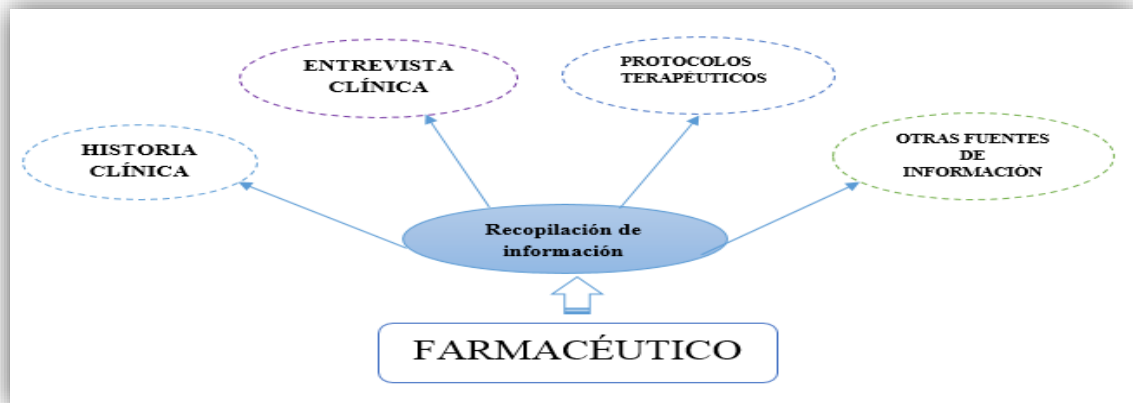 ENTREVISTA
CLÍNICA
PROTOCOLOS
TERAPÉUTICOS
HISTORIA
CLÍNICA
OTRAS FUENTES
DE
INFORMACIÓN
Recopilación de
información
FARMACÉUTICO